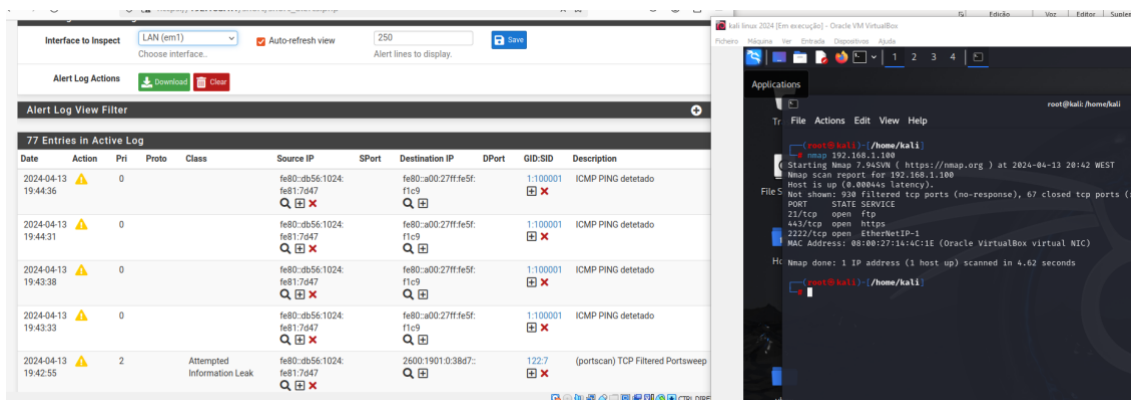 Interface to Inspect
LAN (em1)
Choose interface..
Auto-refresh view
250
Alert lines to display.
Save
Alert Log Actions
Download
Clear
Alert Log View Filter
77 Entries in Active Log
Date Action Pri Proto Class Source IP SPort Destination IP DPort GID:SID Description
2024-04-13 0 fe80::db56:1024: fe80::a00:27ff:fe5f: 1:100001 ICMP PING detetado
19:44:36 fe81:7d47 f1c9
2024-04-13 0 fe80::db56:1024: fe80::a00:27ff:fe5f: 1:100001 ICMP PING detetado
19:44:31 fe81:7d47 f1c9
2024-04-13 0 fe80::db56:1024: fe80::a00:27ff:fe5f: 1:100001 ICMP PING detetado
19:43:38 fe81:7d47 f1c9
2024-04-13 0 fe80::db56:1024: fe80::a00:27ff:fe5f: 1:100001 ICMP PING detetado
19:43:33 fe81:7d47 f1c9
2024-04-13 2 Attempted fe80::db56:1024: 2600:1901:0:38d7:: 122:7 (portscan) TCP Filtered Portsweep
19:42:55 Information Leak fe81:7d47
Edição Voz Editor Suplem
kali linux 2024 [Em execução] - Oracle VM VirtualBox
Ficheiro Máquina Ver Entrada Dispositivos Ajuda
1 2 3 4
Applications
root@kali: /home/kali
Tr
File Actions Edit View Help
File S
(root@kali)-[/home/kali]
nmap 192.168.1.100
Starting Nmap 7.94SVN ( https://nmap.org ) at 2024-04-13 20:42 WEST
Nmap scan report for 192.168.1.100
Host is up (0.00044s latency).
Not shown: 930 filtered tcp ports (no-response), 67 closed tcp ports (
PORT STATE SERVICE
21/tcp open ftp
443/tcp open https
2222/tcp open EtherNetIP-1
MAC Address: 08:00:27:14:4C:1E (Oracle VirtualBox virtual NIC)
Nmap done: 1 IP address (1 host up) scanned in 4.62 seconds
(root@kali)-[/home/kali]